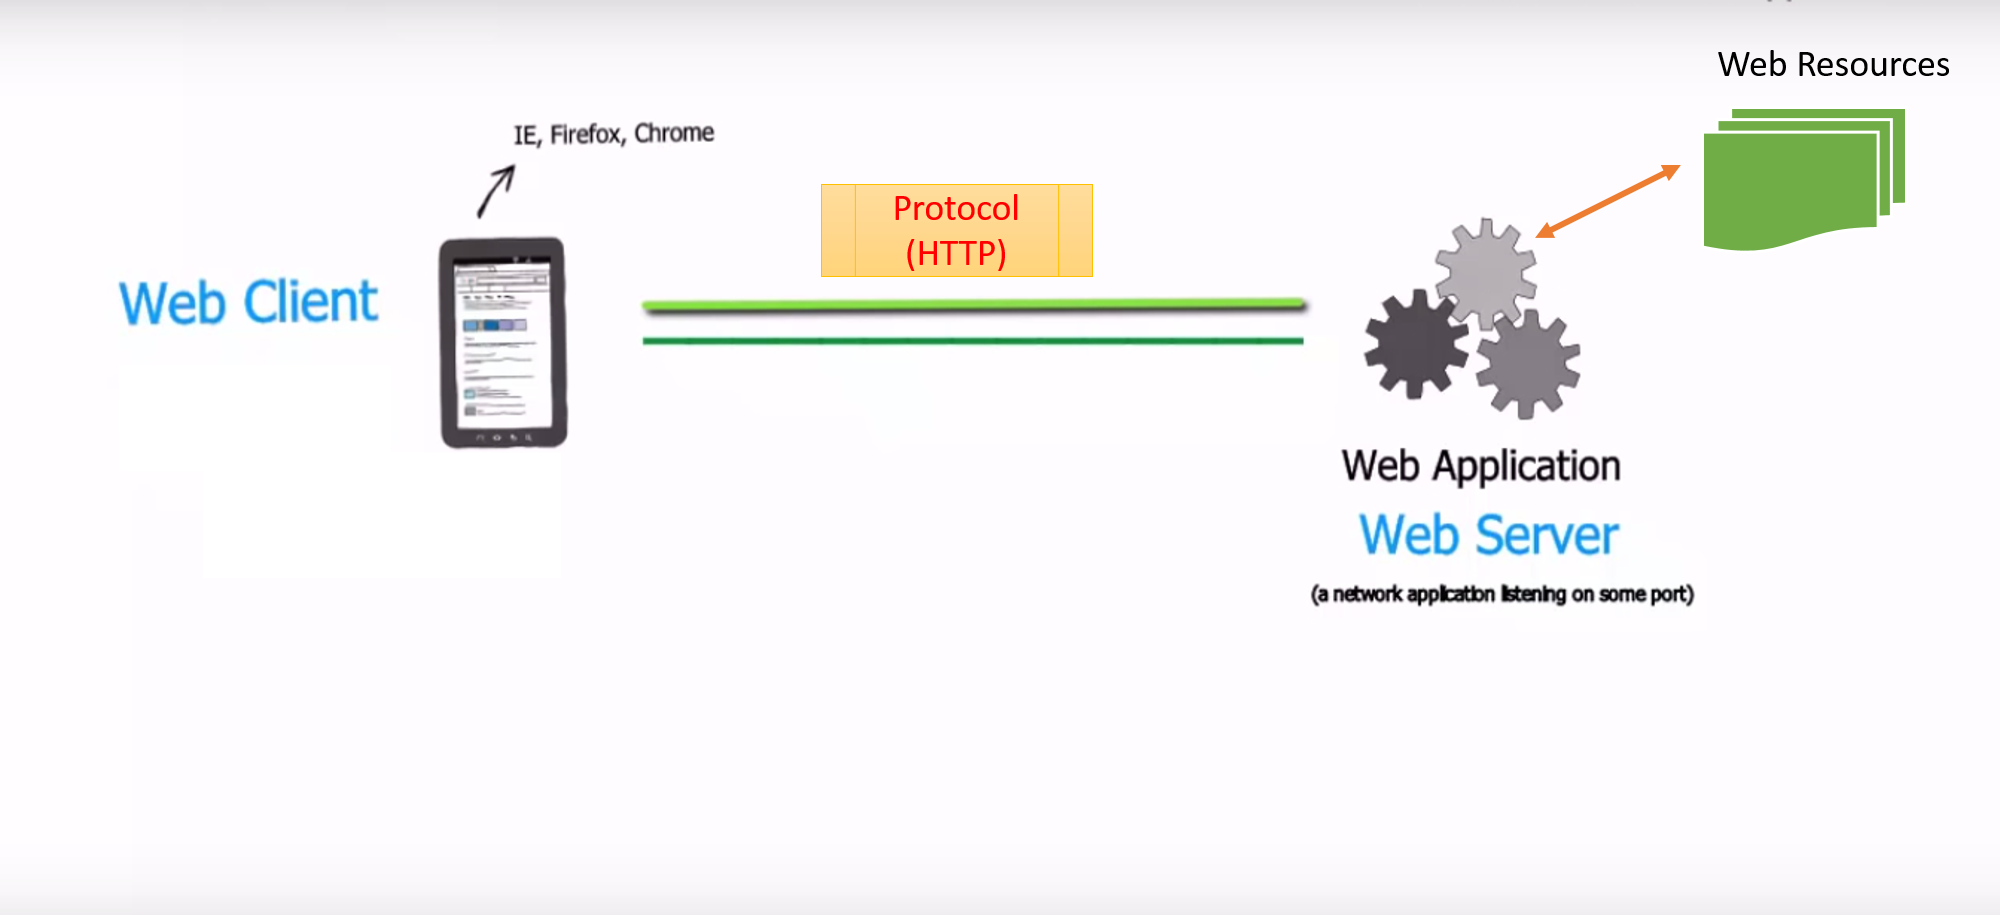 Web Resources
IE, Firefox, Chrome
Protocol
(HTTP)
Web Client
Web Application
Web Server
(a network application listening on some port)